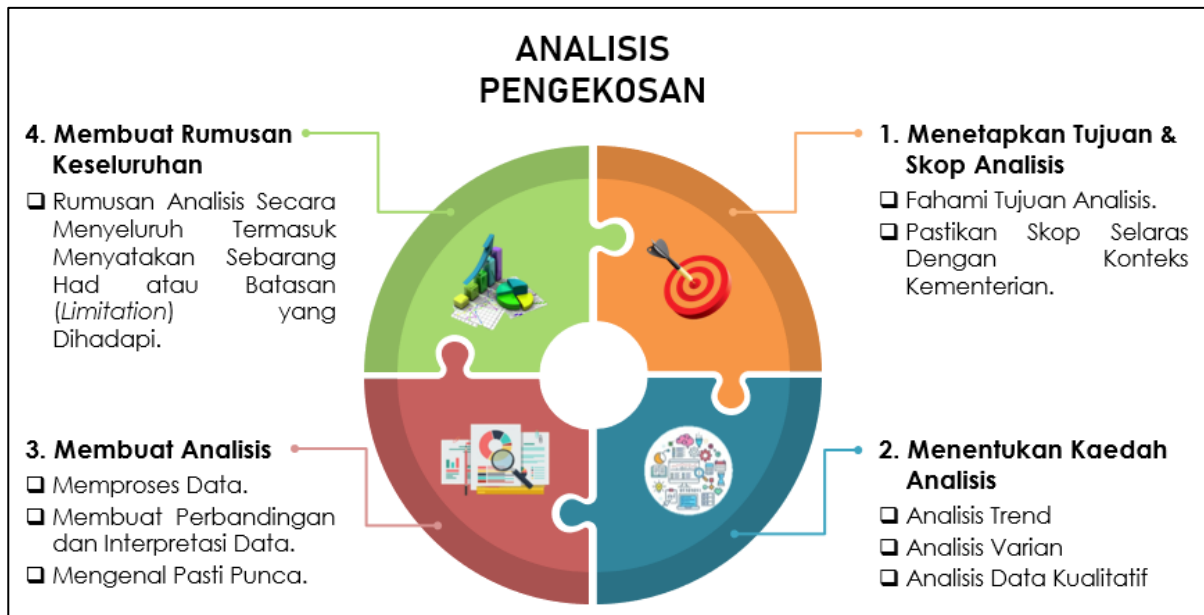 ANALISIS
PENGEKOSAN
4. Membuat Rumusan
Keseluruhan
❑ Rumusan Analisis Secara
Menyeluruh Termasuk
Menyatakan Sebarang
Had atau Batasan
(Limitation) yang
Dihadapi.
1. Menetapkan Tujuan &
Skop Analisis
❑ Fahami Tujuan Analisis.
❑ Pastikan Skop Selaras
Dengan Konteks
Kementerian.
3. Membuat Analisis
❑ Memproses Data.
❑ Membuat Perbandingan
dan Interpretasi Data.
❑ Mengenal Pasti Punca.
2. Menentukan Kaedah
Analisis
❑ Analisis Trend
❑ Analisis Varian
❑ Analisis Data Kualitatif